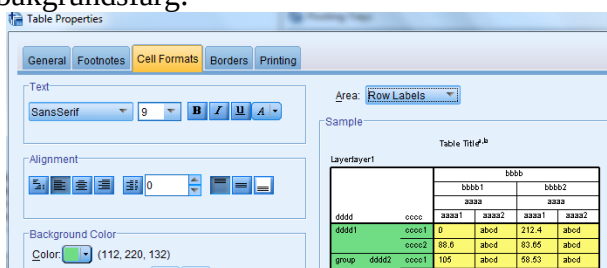 bakgrundsfärg.
Table Properties
General Footnotes Cell Formats Borders Printing
Text
SansSerif 9 B I U A
Area: Row Labels
Sample
Table Titlea,b
Alignment
0
Layerlayer1
bbbb
bbbb1 bbbb2
aaaa aaaa
dddd cccc aaaa1 aaaa2 aaaa1 aaaa2
dddd1 cccc1 0 abcd 212.4 abcd
cccc2 88.6 abcd 83.65 abcd
group dddd2 cccc1 105 abcd 58.53 abcd
Background Color
Color: (112, 220, 132)